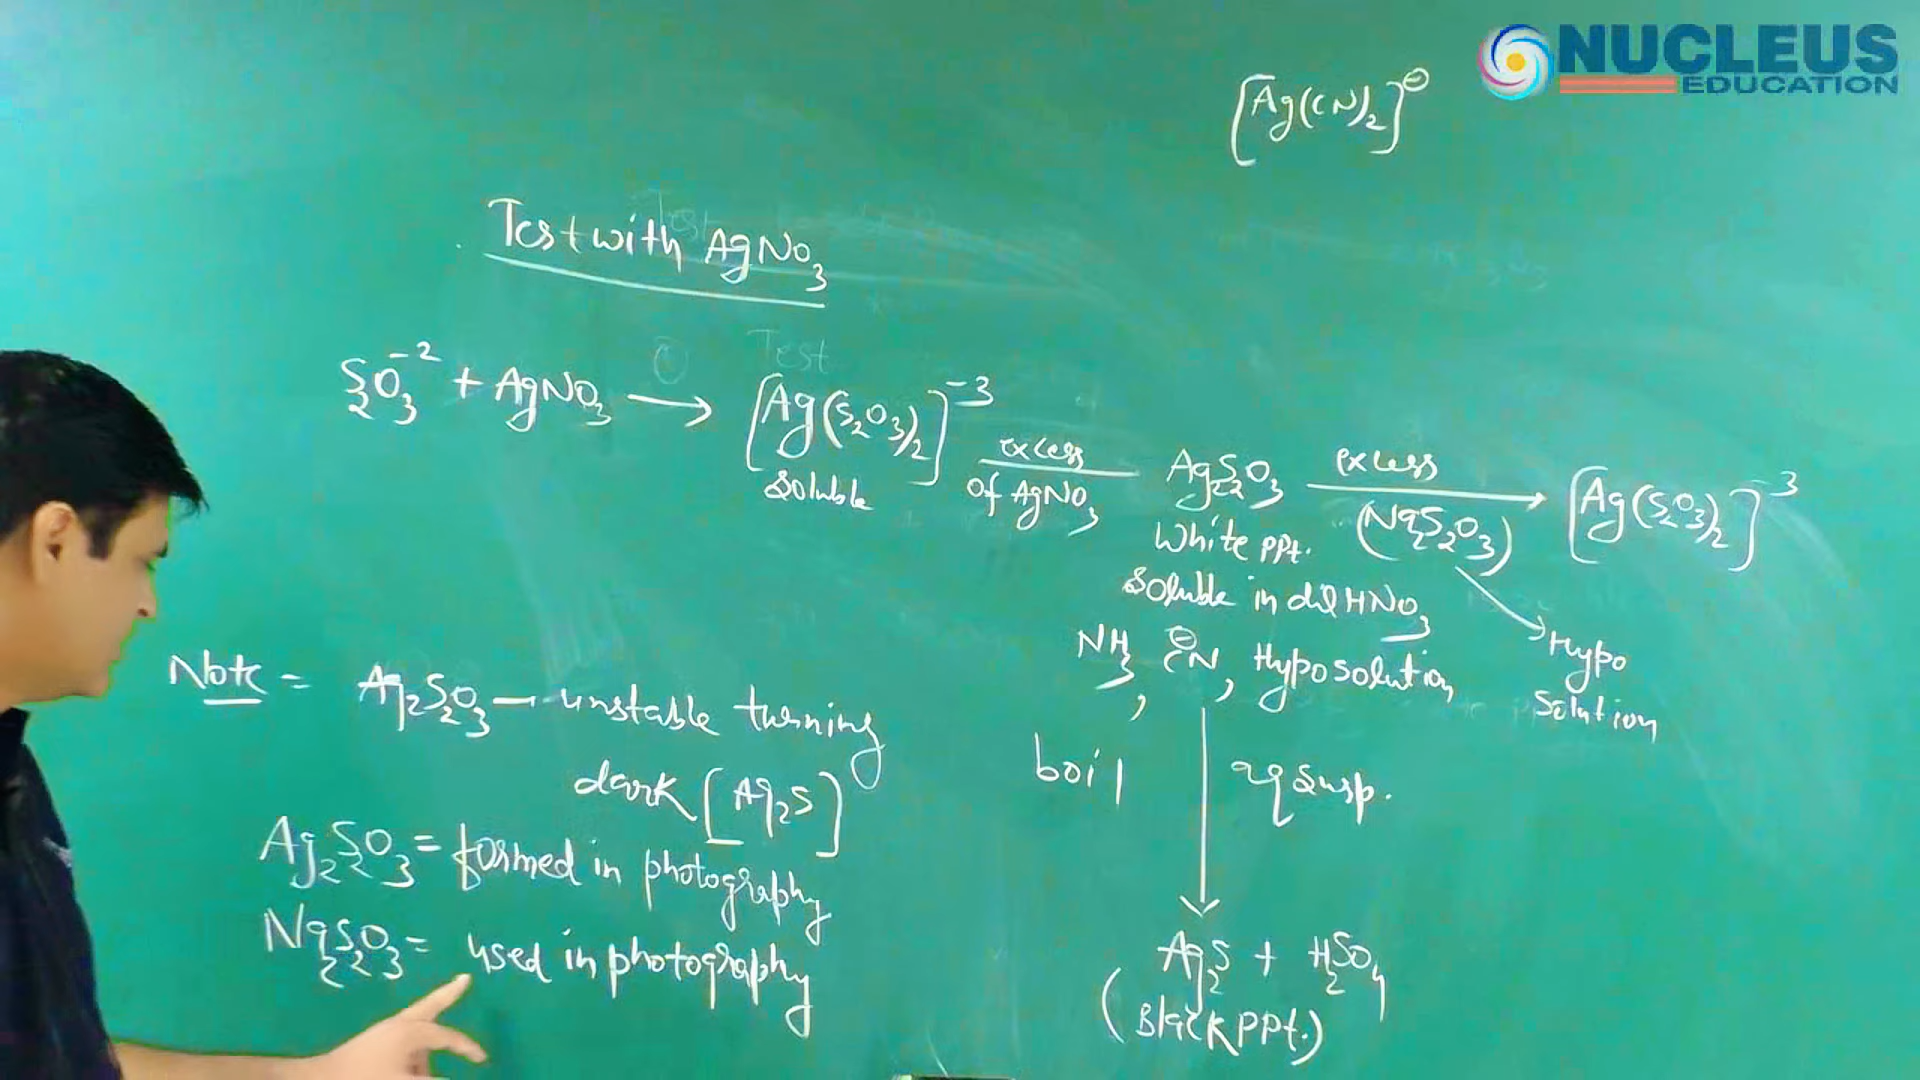 NUCLEUS
EDUCATION
[Ag(CN)₂]⊖
Test with AgNO₃
Test
S₂O₃⁻² + AgNO₃ → [Ag(S₂O₃)₂]⁻³
Soluble
excess
of AgNO₃
Ag₂S₂O₃
White ppt.
Soluble in dil HNO₃
NH₃, ⊖CN, Hypo solution
excess
(Na₂S₂O₃)
[Ag(S₂O₃)₂]⁻³
Hypo
Solution
boil
aq susp.
Ag₂S + H₂SO₄
(Black PPt.)
Note = Ag₂S₂O₃ — unstable turning
dark [Ag₂S]
Ag₂S₂O₃ = formed in photography
Na₂S₂O₃ = used in photography